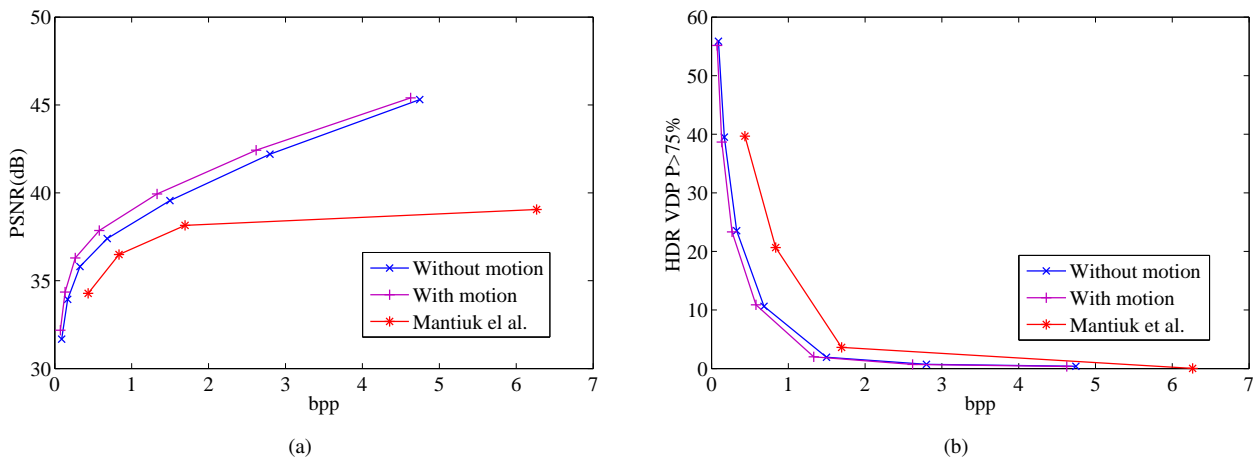 50
45
40
35
30
PSNR(dB)
0 1 2 3 4 5 6 7
bpp
Without motion
With motion
Mantiuk el al.
(a)
60
50
40
30
20
10
0
HDR VDP P>75%
0 1 2 3 4 5 6 7
bpp
Without motion
With motion
Mantiuk et al.
(b)